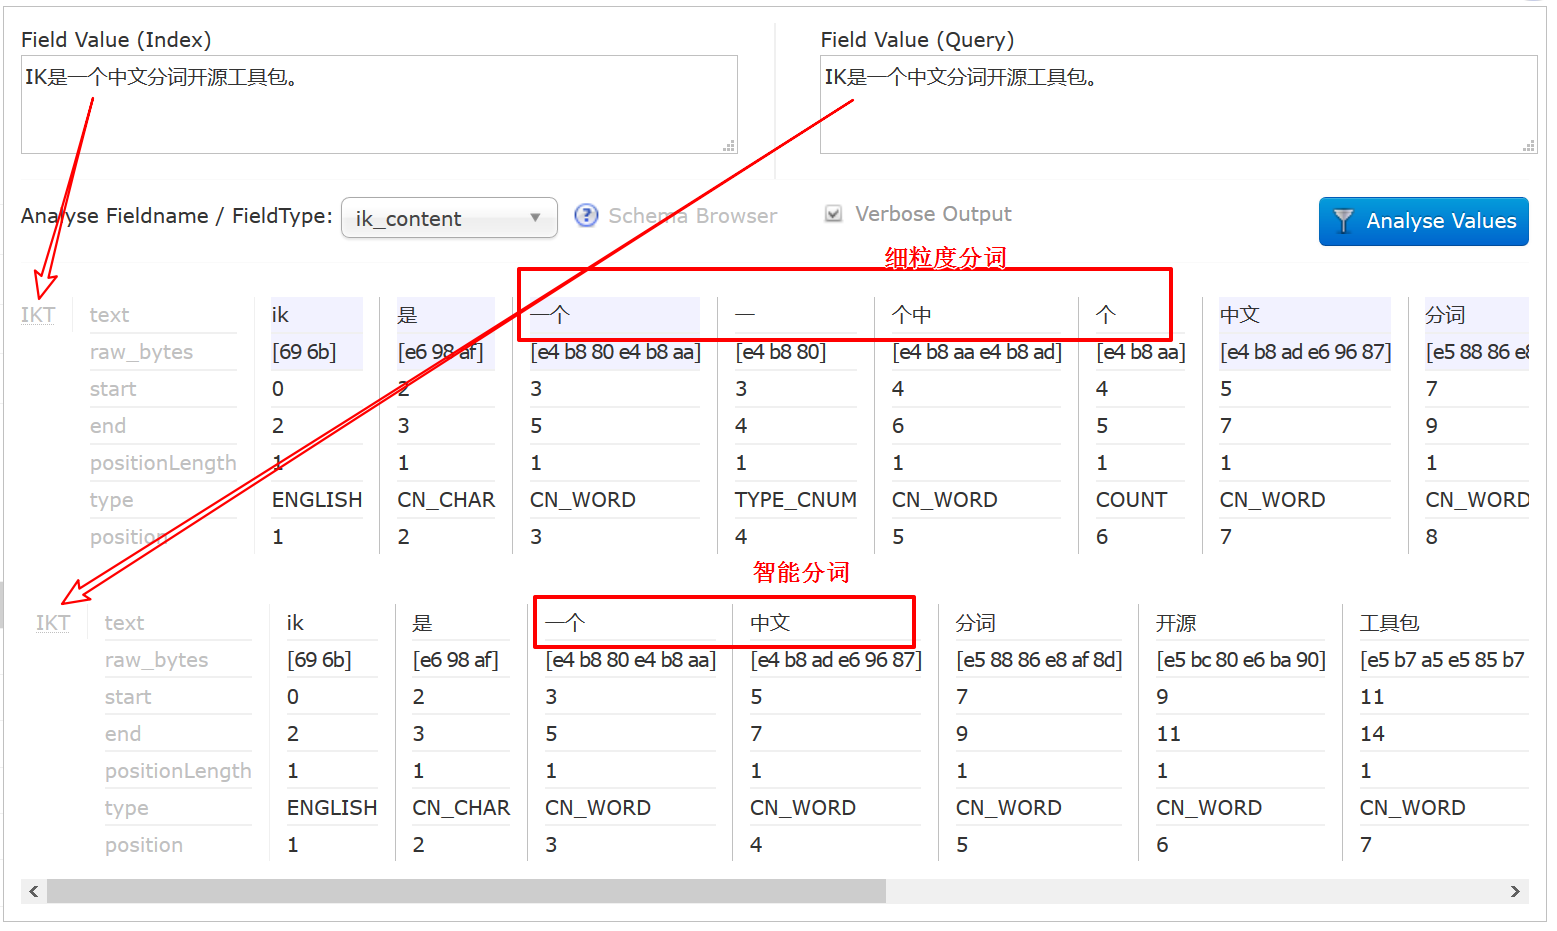 Field Value (Index) Field Value (Query)
IK是一个中文分词开源工具包。 IK是一个中文分词开源工具包。
Analyse Fieldname / FieldType: ik_content Schema Browser Verbose Output Analyse Values
细粒度分词
IKT text ik 是 一个 一 个中 个 中文 分词
raw_bytes [69 6b] [e6 98 af] [e4 b8 80 e4 b8 aa] [e4 b8 80] [e4 b8 aa e4 b8 ad] [e4 b8 aa] [e4 b8 ad e6 96 87] [e5 88 86 e8
start 0 2 3 3 4 4 5 7
end 2 3 5 4 6 5 7 9
positionLength 1 1 1 1 1 1 1 1
type ENGLISH CN_CHAR CN_WORD TYPE_CNUM CN_WORD COUNT CN_WORD CN_WORD
position 1 2 3 4 5 6 7 8
智能分词
IKT text ik 是 一个 中文 分词 开源 工具包
raw_bytes [69 6b] [e6 98 af] [e4 b8 80 e4 b8 aa] [e4 b8 ad e6 96 87] [e5 88 86 e8 af 8d] [e5 bc 80 e6 ba 90] [e5 b7 a5 e5 85 b7
start 0 2 3 5 7 9 11
end 2 3 5 7 9 11 14
positionLength 1 1 1 1 1 1 1
type ENGLISH CN_CHAR CN_WORD CN_WORD CN_WORD CN_WORD CN_WORD
position 1 2 3 4 5 6 7